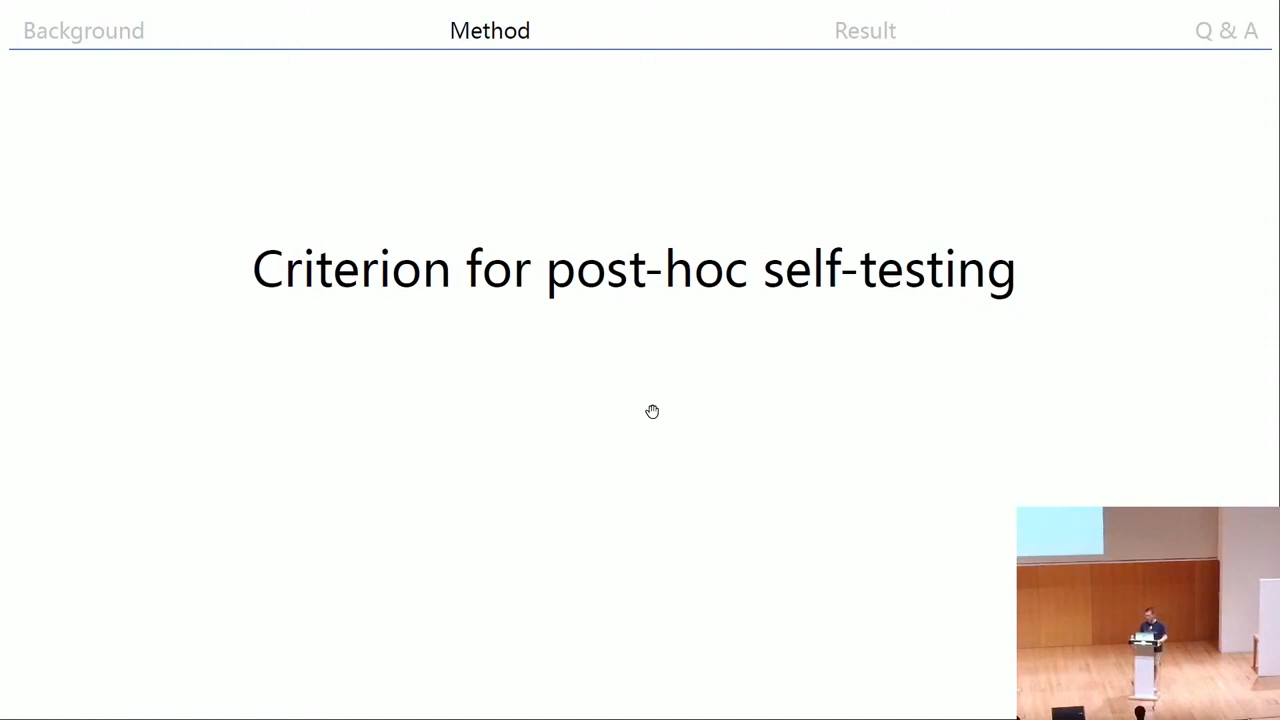 Background Method Result Q & A
Criterion for post-hoc self-testing